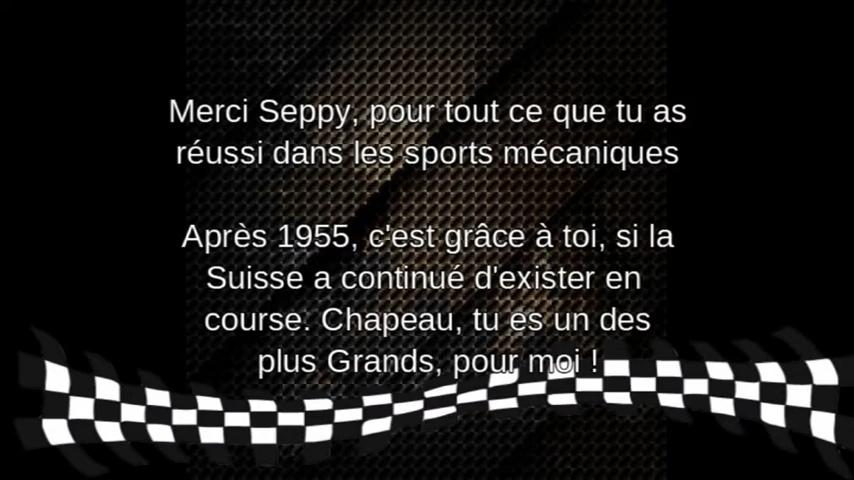 Merci Seppy, pour tout ce que tu as
réussi dans les sports mécaniques
Après 1955, c'est grâce à toi, si la
Suisse a continué d'exister en
course. Chapeau, tu es un des
plus Grands, pour moi !